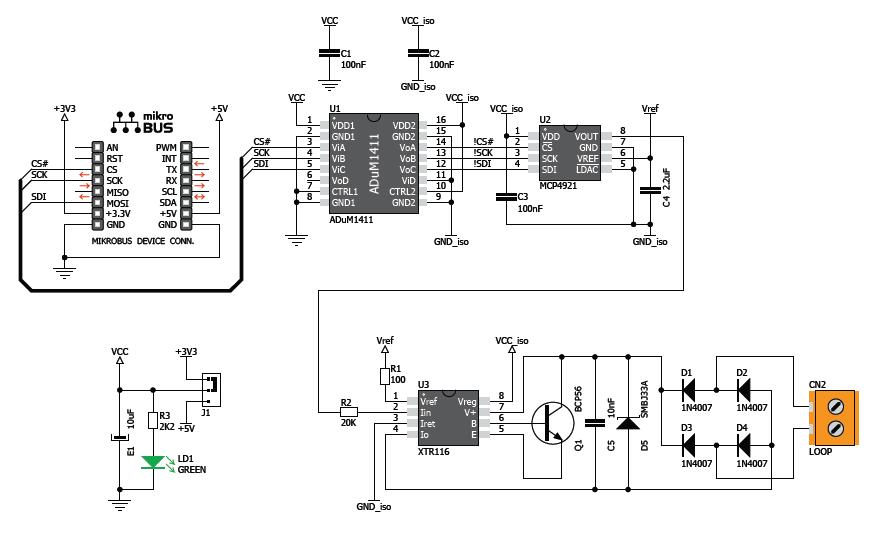 VCC
C1
100nF
VCC_iso
C2
100nF
GND_iso
+3V3
mikro
BUS
+5V
AN
RST
CS
SCK
MISO
MOSI
+3.3V
GND
PWM
INT
TX
RX
SCL
SDA
+5V
GND
CS#
SCK
SDI
MIKROBUS DEVICE CONN.
CS#
SCK
SDI
VCC
U1
VCC_iso
1
2
3
4
5
6
7
8
VDD1
GND1
ViA
ViB
ViC
VoD
CTRL1
GND1
ADuM1411
VDD2
GND2
VoA
VoB
VoC
ViD
CTRL2
GND2
16
15
14
13
12
11
10
9
ADuM1411
GND_iso
!CS#
!SCK
!SDI
VCC_iso
U2
Vref
1
2
3
4
VDD
CS
SCK
SDI
VOUT
GND
VREF
LDAC
8
7
6
5
MCP4921
C3
100nF
C4 2.2uF
GND_iso
VCC
+3V3
J1
+5V
E1 10uF
R3
2K2
LD1
GREEN
Vref
R1
100
R2
20K
U3
VCC_iso
1
2
3
4
Vref
Iin
Iret
Io
Vreg
V+
B
E
8
7
6
5
XTR116
GND_iso
Q1 BCP56
C5 10nF
D5 SMBJ33A
D1
1N4007
D2
1N4007
D3
1N4007
D4
1N4007
CN2
LOOP